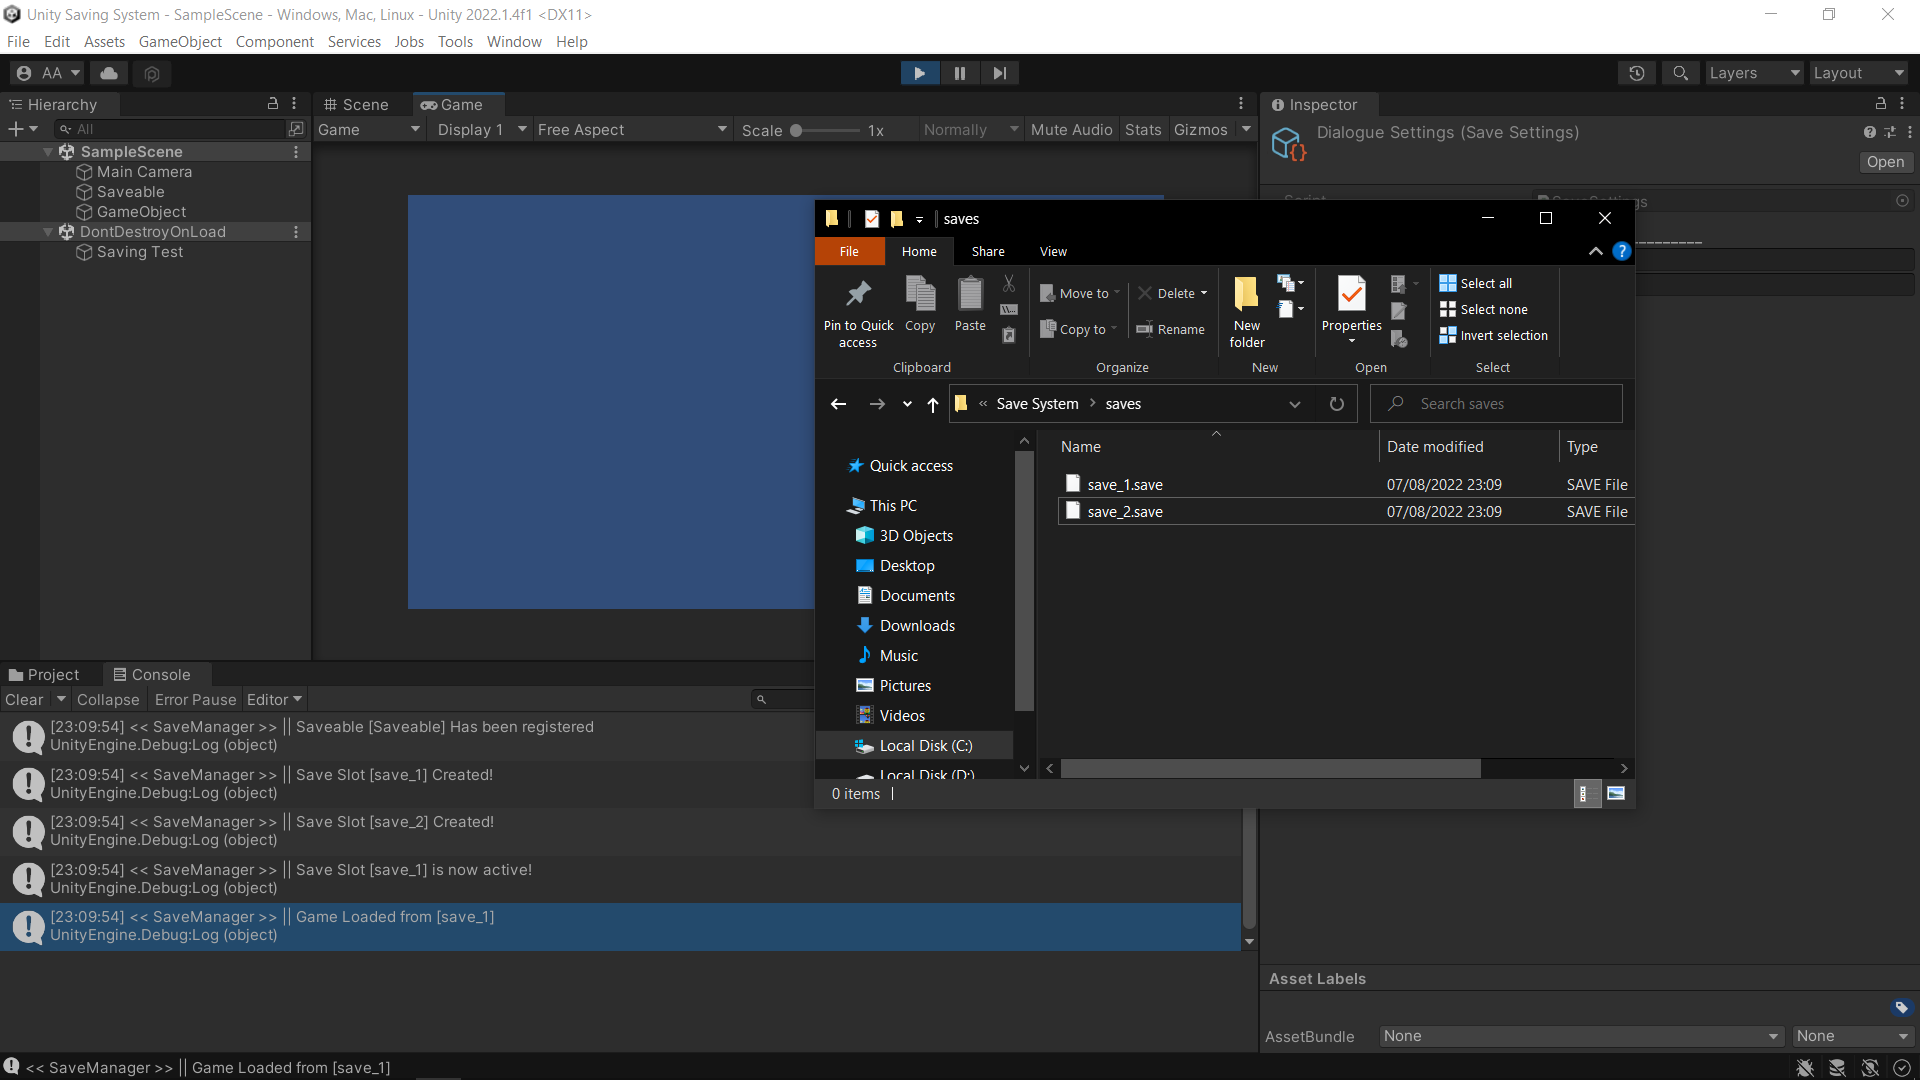 Unity Saving System - SampleScene - Windows, Mac, Linux - Unity 2022.1.4f1 <DX11>
File Edit Assets GameObject Component Services Jobs Tools Window Help
AA
Layers
Layout
Hierarchy
Scene
Game
Inspector
All
Game
Display 1
Free Aspect
Scale
1x
Normally
Mute Audio
Stats
Gizmos
SampleScene
Main Camera
Saveable
GameObject
DontDestroyOnLoad
Saving Test
Dialogue Settings (Save Settings)
Open
Script
saves
File
Home
Share
View
Pin to Quick access
Copy
Paste
Move to
Copy to
Delete
Rename
New folder
Properties
Select all
Select none
Invert selection
Clipboard
Organize
New
Open
Select
« Save System > saves
Search saves
Name
Date modified
Type
save_1.save 07/08/2022 23:09 SAVE File
save_2.save 07/08/2022 23:09 SAVE File
Quick access
This PC
3D Objects
Desktop
Documents
Downloads
Music
Pictures
Videos
Local Disk (C:)
Local Disk (D:)
0 items
Project
Console
Clear
Collapse
Error Pause
Editor
[23:09:54] << SaveManager >> || Saveable [Saveable] Has been registered
UnityEngine.Debug:Log (object)
[23:09:54] << SaveManager >> || Save Slot [save_1] Created!
UnityEngine.Debug:Log (object)
[23:09:54] << SaveManager >> || Save Slot [save_2] Created!
UnityEngine.Debug:Log (object)
[23:09:54] << SaveManager >> || Save Slot [save_1] is now active!
UnityEngine.Debug:Log (object)
[23:09:54] << SaveManager >> || Game Loaded from [save_1]
UnityEngine.Debug:Log (object)
Asset Labels
AssetBundle
None
None
<< SaveManager >> || Game Loaded from [save_1]